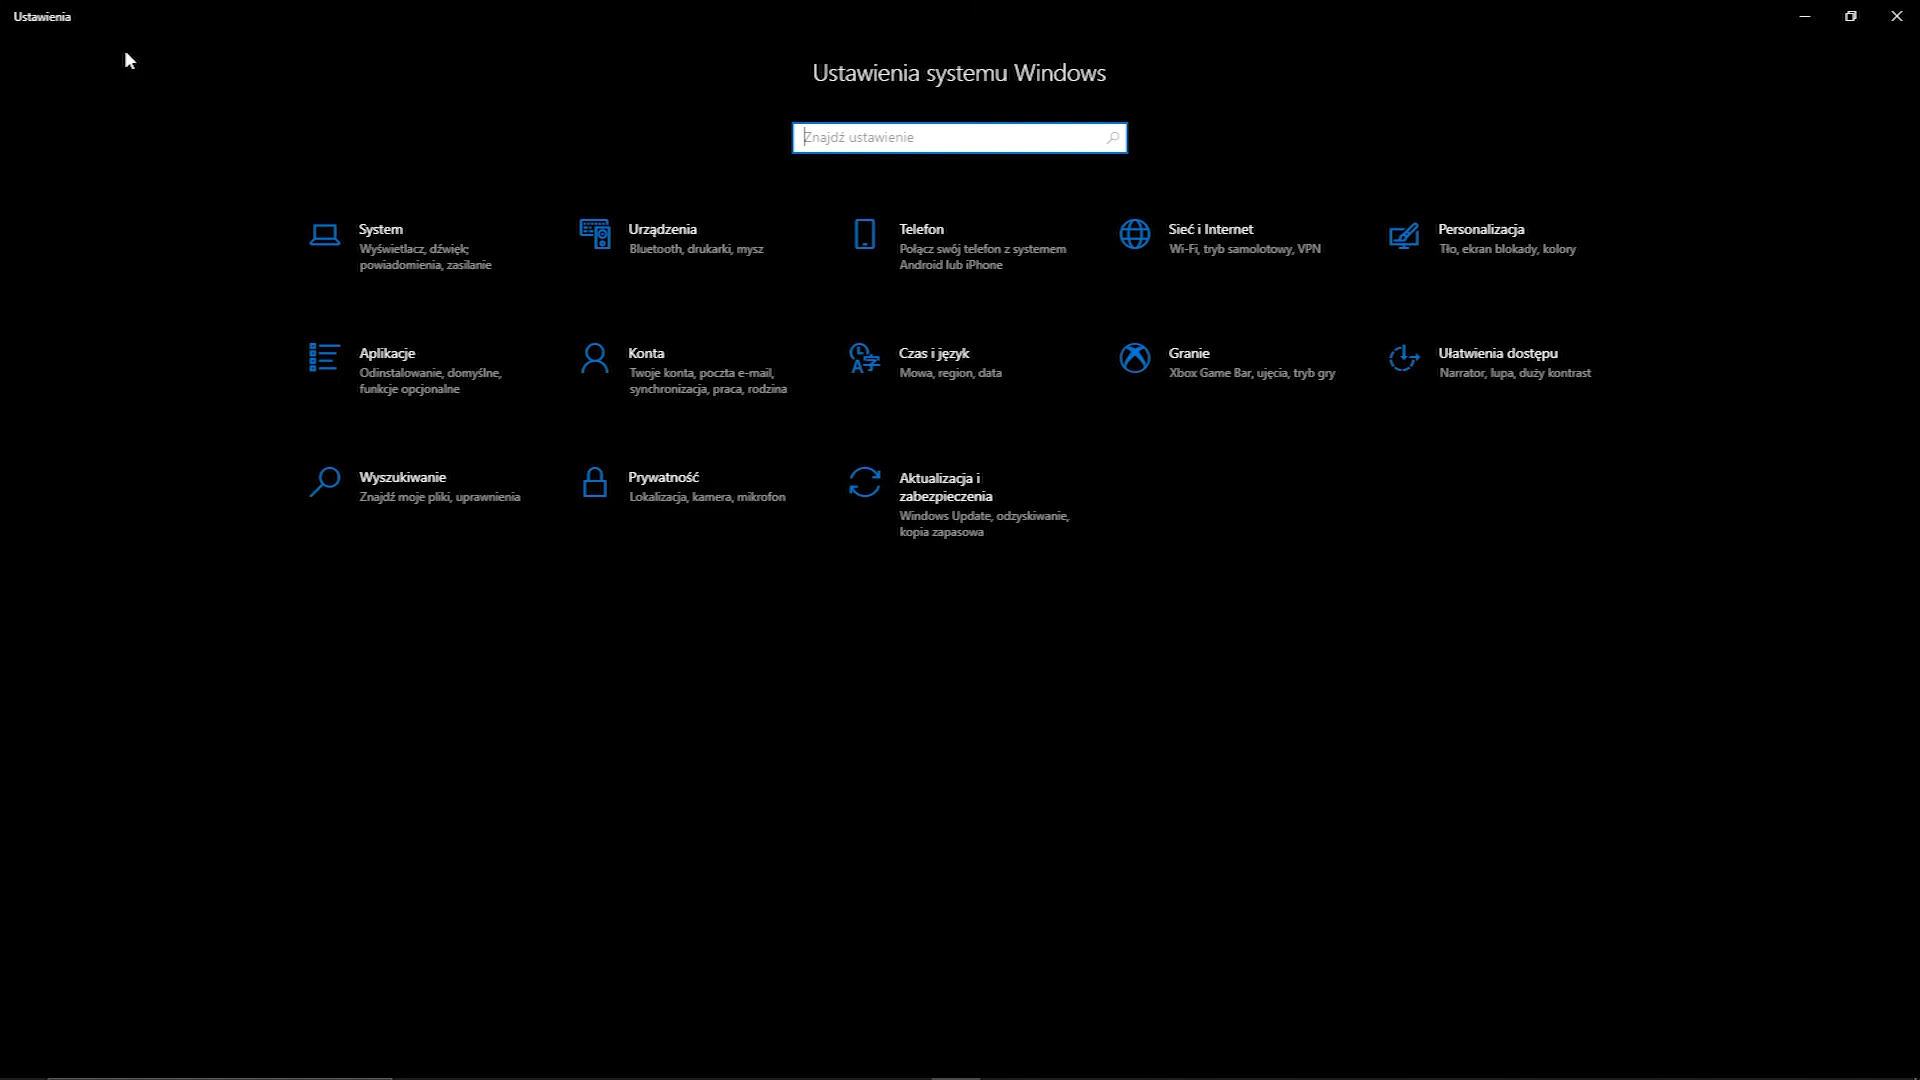 Ustawienia
Ustawienia systemu Windows
Znajdź ustawienie
System
Wyświetlacz, dźwięk;
powiadomienia, zasilanie
Urządzenia
Bluetooth, drukarki, mysz
Telefon
Połącz swój telefon z systemem
Android lub iPhone
Sieć i Internet
Wi-Fi, tryb samolotowy, VPN
Personalizacja
Tło, ekran blokady, kolory
Aplikacje
Odinstalowanie, domyślne,
funkcje opcjonalne
Konta
Twoje konta, poczta e-mail,
synchronizacja, praca, rodzina
Czas i język
Mowa, region, data
Granie
Xbox Game Bar, ujęcia, tryb gry
Ułatwienia dostępu
Narrator, lupa, duży kontrast
Wyszukiwanie
Znajdź moje pliki, uprawnienia
Prywatność
Lokalizacja, kamera, mikrofon
Aktualizacja i
zabezpieczenia
Windows Update, odzyskiwanie,
kopia zapasowa